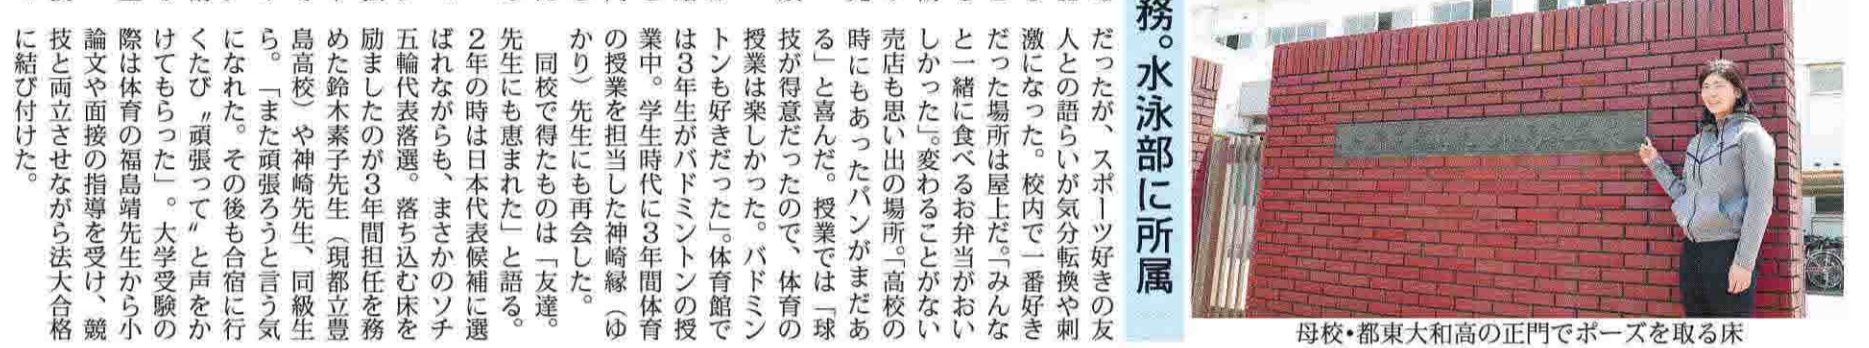 務。水泳部に所属
母校・都東大和高の正門でポーズを取る床
だったが、スポーツ好きの友
人との語らいが気分転換や刺
激になった。校内で一番好き
だった場所は屋上だ。「みんな
と一緒に食べるお弁当がおい
しかった」。変わることがない
売店も思い出の場所。「高校の
時にもあったパンがまだあ
る」と喜んだ。授業では「球
技が得意だったので、体育の
授業は楽しかった。バドミン
トンも好きだった」。体育館で
は３年生がバドミントンの授
業中。学生時代に３年間体育
の授業を担当した神崎縁（ゆ
かり）先生にも再会した。
同校で得たものは「友達。
先生にも恵まれた」と語る。
２年の時は日本代表候補に選
ばれながらも、まさかのソチ
五輪代表落選。落ち込む床を
励ましたのが３年間担任を務
めた鈴木素子先生（現都立豊
島高校）や神崎先生、同級生
ら。「また頑張ろうと言う気
になれた。その後も合宿に行
くたび〝頑張って〟と声をか
けてもらった」。大学受験の
際は体育の福島靖先生から小
論文や面接の指導を受け、競
技と両立させながら法大合格
に結び付けた。